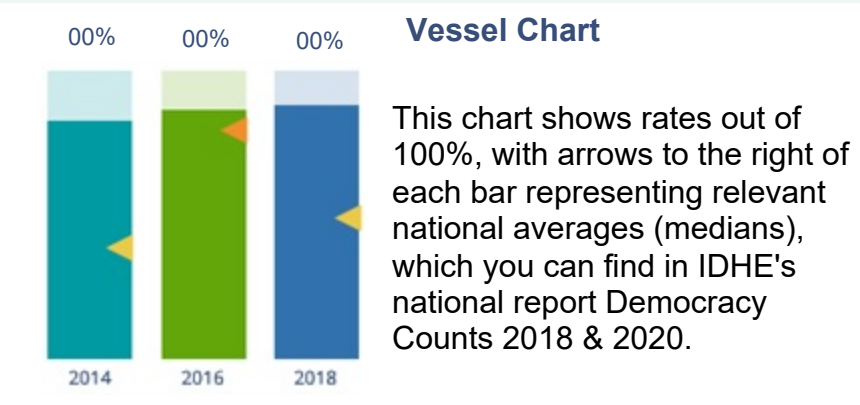 00%
00%
00%
Vessel Chart
This chart shows rates out of
100%, with arrows to the right of
each bar representing relevant
national averages (medians),
which you can find in IDHE's
national report Democracy
Counts 2018 & 2020.
2014
2016
2018